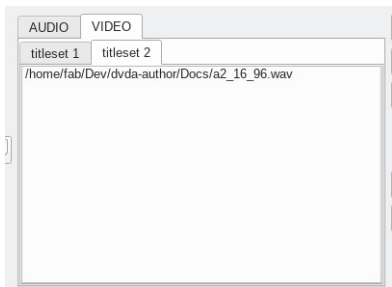 AUDIO VIDEO
titleset 1 titleset 2
/home/fab/Dev/dvda-author/Docs/a2_16_96.wav